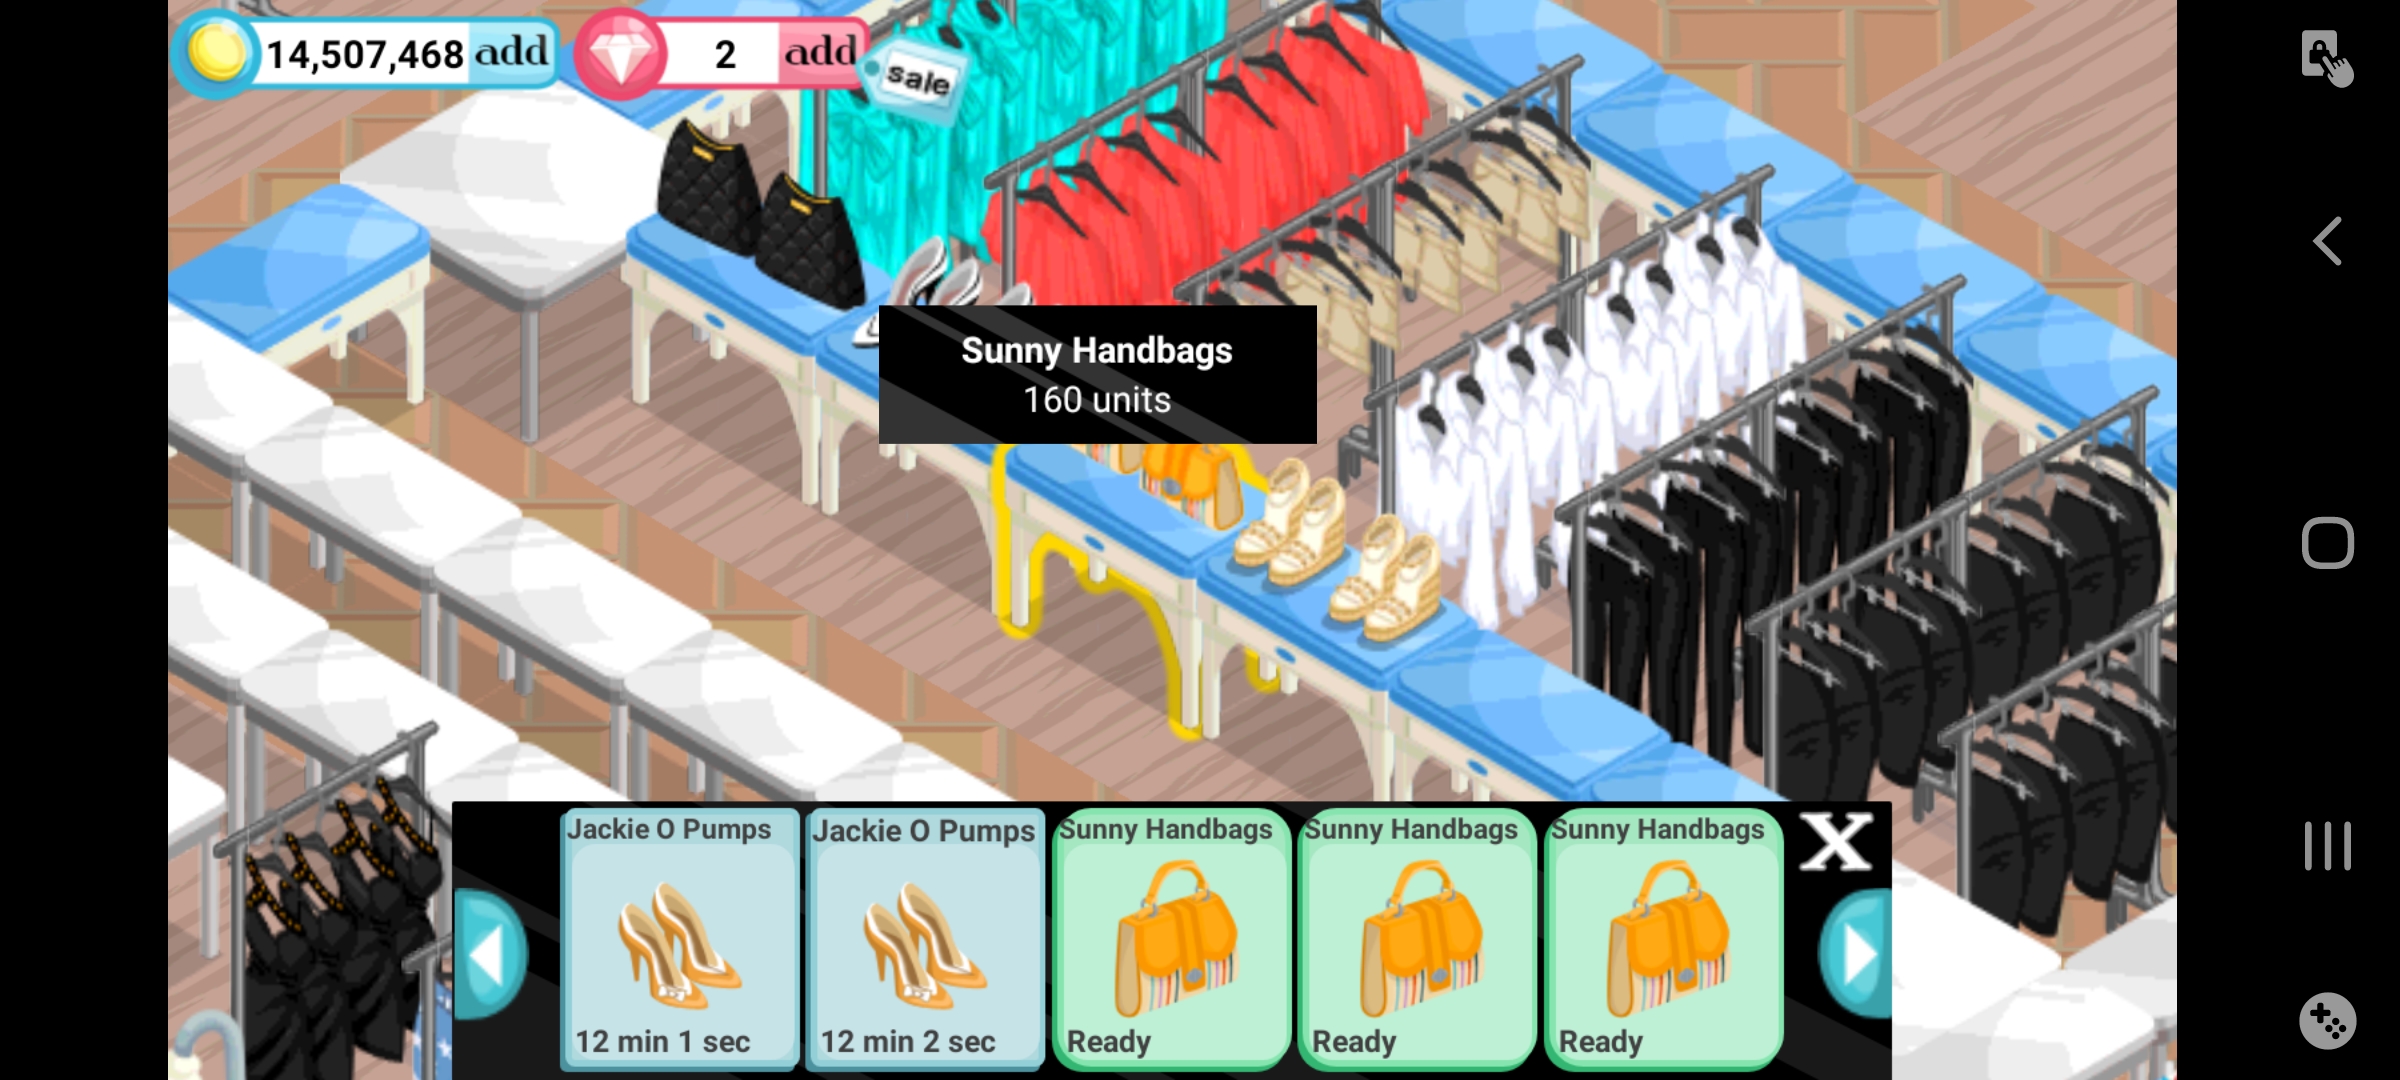 14,507,468 add
2 add
sale
Sunny Handbags
160 units
Jackie O Pumps
12 min 1 sec
Jackie O Pumps
12 min 2 sec
Sunny Handbags
Ready
Sunny Handbags
Ready
Sunny Handbags
Ready
X